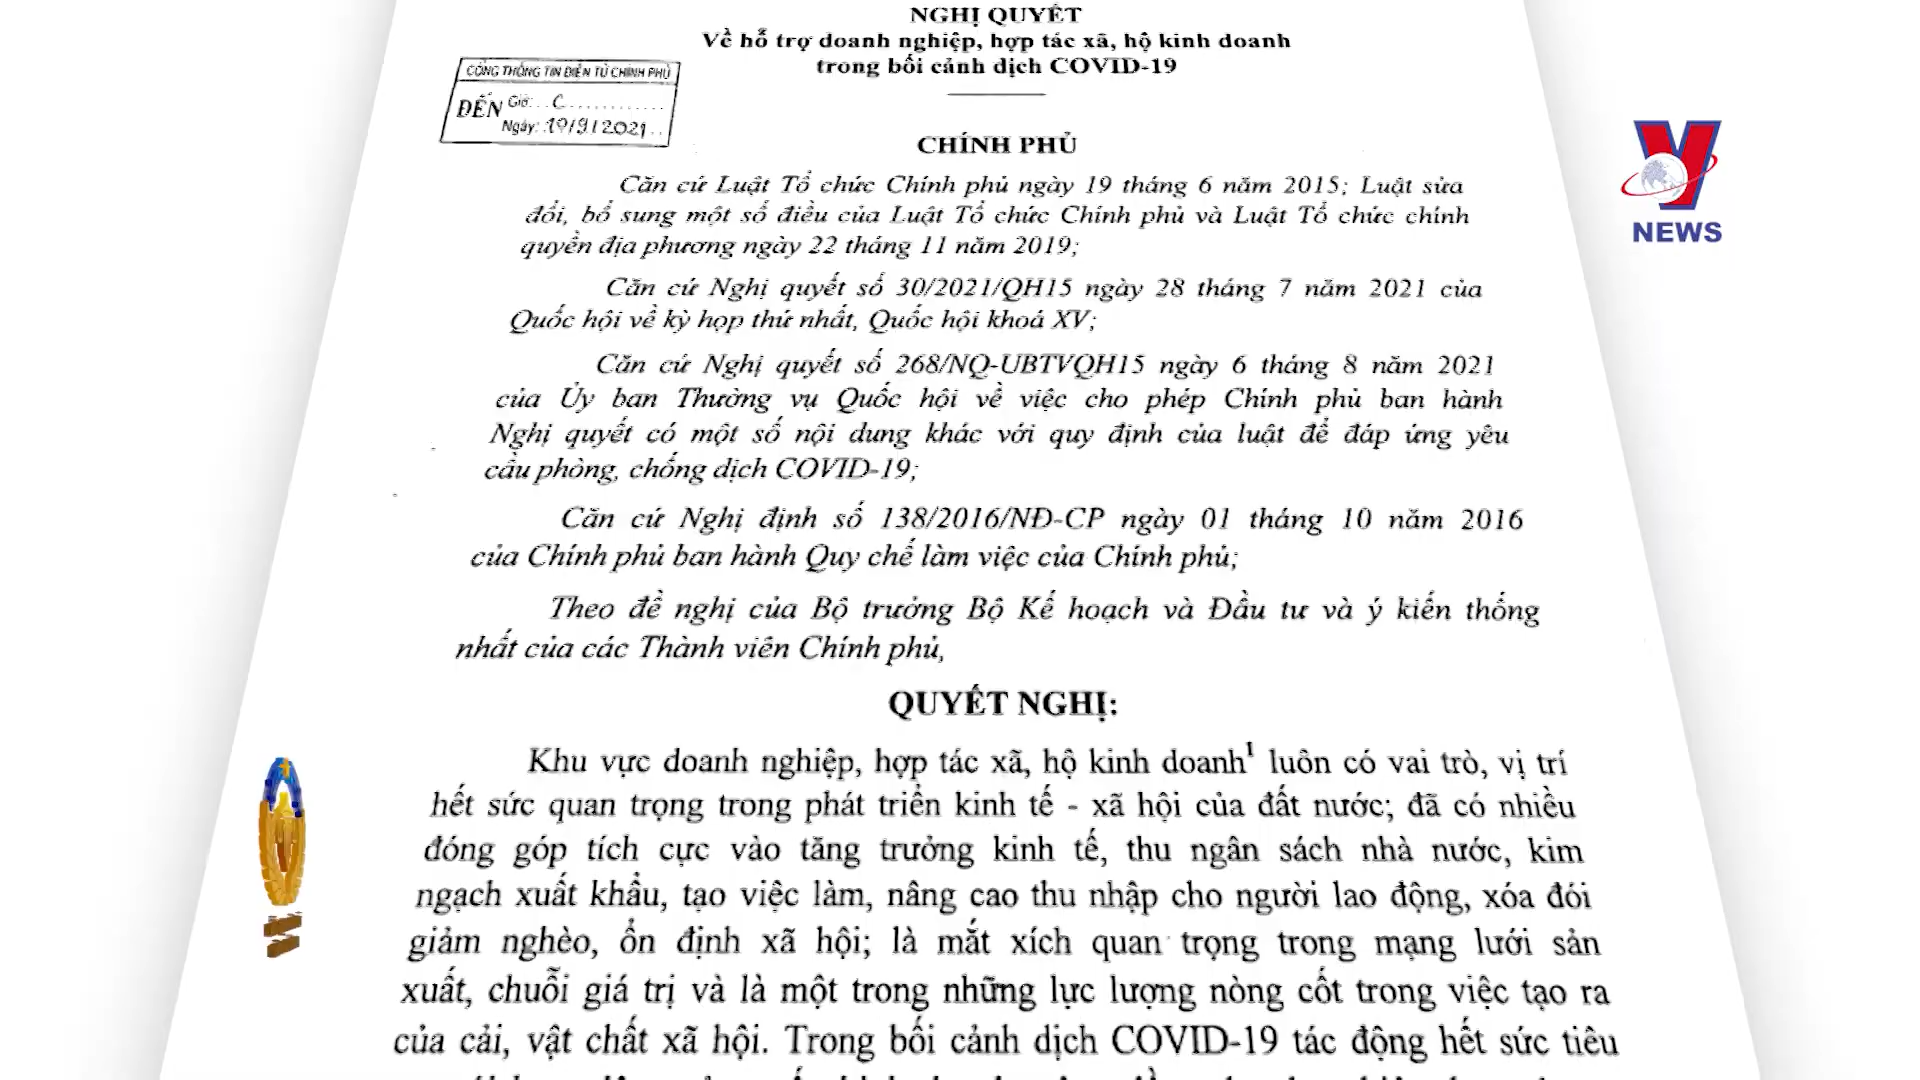 NGHỊ QUYẾT
Về hỗ trợ doanh nghiệp, hợp tác xã, hộ kinh doanh
trong bối cảnh dịch COVID-19
CỔNG THÔNG TIN ĐIỆN TỬ CHÍNH PHỦ
ĐẾN Giờ: ..C............
Ngày: 19/9/2021..
CHÍNH PHỦ
Căn cứ Luật Tổ chức Chính phủ ngày 19 tháng 6 năm 2015; Luật sửa
đổi, bổ sung một số điều của Luật Tổ chức Chính phủ và Luật Tổ chức chính
quyền địa phương ngày 22 tháng 11 năm 2019;
Căn cứ Nghị quyết số 30/2021/QH15 ngày 28 tháng 7 năm 2021 của
Quốc hội về kỳ họp thứ nhất, Quốc hội khoá XV;
Căn cứ Nghị quyết số 268/NQ-UBTVQH15 ngày 6 tháng 8 năm 2021
của Ủy ban Thường vụ Quốc hội về việc cho phép Chính phủ ban hành
Nghị quyết có một số nội dung khác với quy định của luật để đáp ứng yêu
cầu phòng, chống dịch COVID-19;
Căn cứ Nghị định số 138/2016/NĐ-CP ngày 01 tháng 10 năm 2016
của Chính phủ ban hành Quy chế làm việc của Chính phủ;
Theo đề nghị của Bộ trưởng Bộ Kế hoạch và Đầu tư và ý kiến thống
nhất của các Thành viên Chính phủ,
QUYẾT NGHỊ:
Khu vực doanh nghiệp, hợp tác xã, hộ kinh doanh¹ luôn có vai trò, vị trí
hết sức quan trọng trong phát triển kinh tế - xã hội của đất nước; đã có nhiều
đóng góp tích cực vào tăng trưởng kinh tế, thu ngân sách nhà nước, kim
ngạch xuất khẩu, tạo việc làm, nâng cao thu nhập cho người lao động, xóa đói
giảm nghèo, ổn định xã hội; là mắt xích quan trọng trong mạng lưới sản
xuất, chuỗi giá trị và là một trong những lực lượng nòng cốt trong việc tạo ra
của cải, vật chất xã hội. Trong bối cảnh dịch COVID-19 tác động hết sức tiêu
V
NEWS